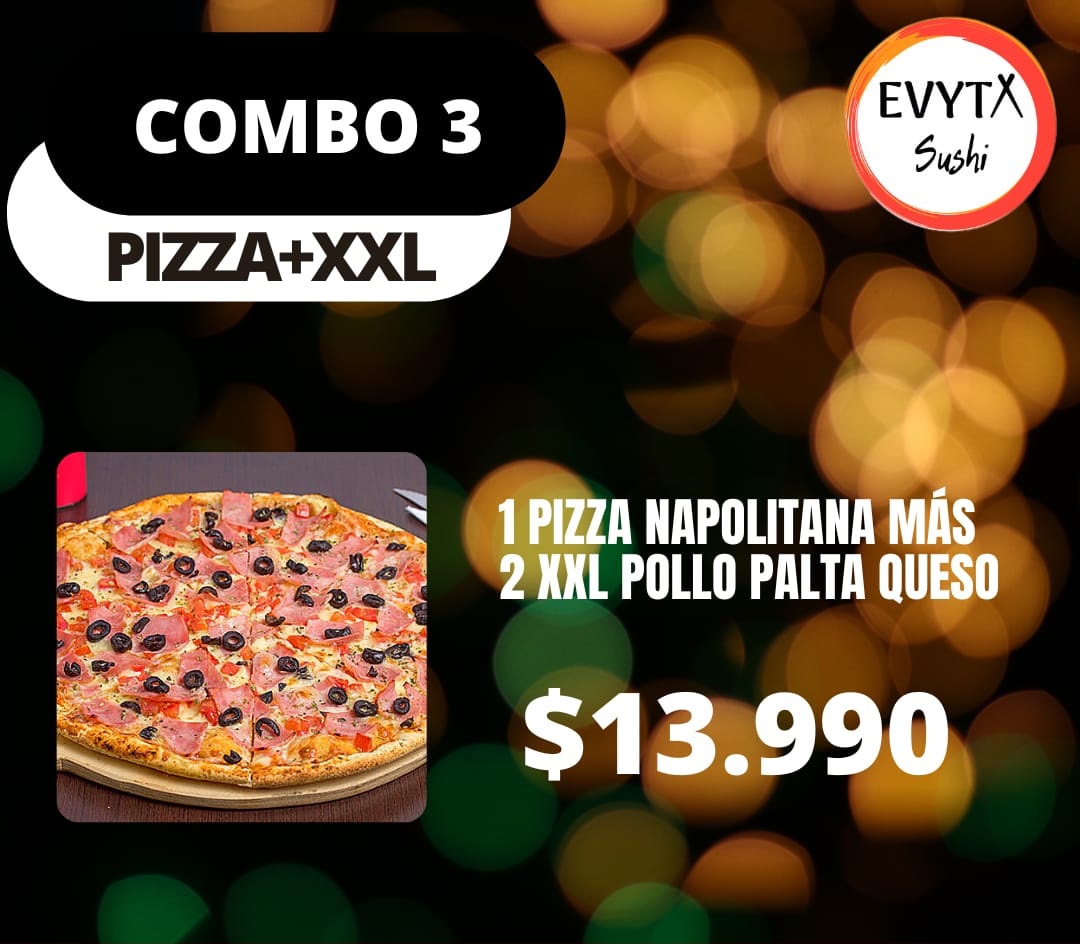 COMBO 3
PIZZA+XXL
EVYTX
Sushi
1 PIZZA NAPOLITANA MÁS
2 XXL POLLO PALTA QUESO
$13.990